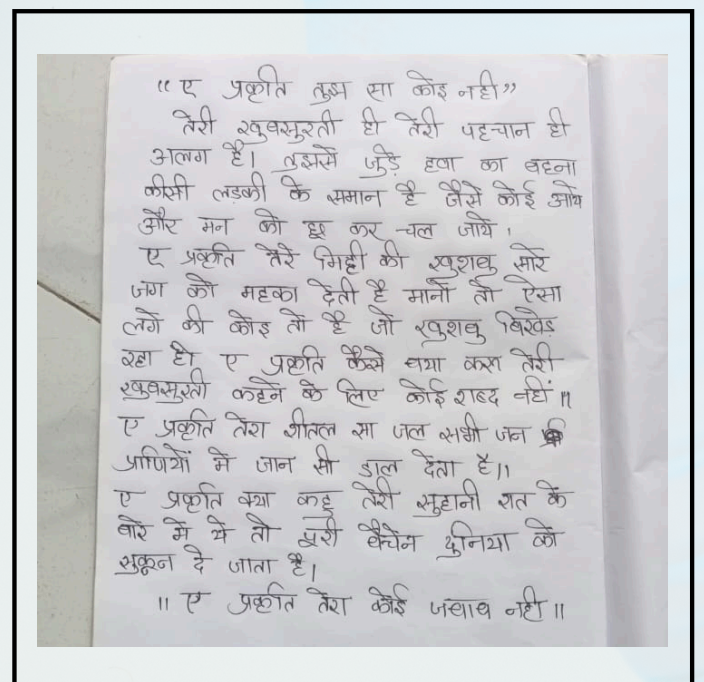 “ए प्रकृति तुझ सा कोइ नही”
तेरी खुबसुरती ही तेरी पहचान ही
अलग है। तुझसे जुड़े हवा का बहना
कीसी लड़की के समान है जैसे कोई आये
और मन को छू कर चल जाये।
ए प्रकृति तेरे मिट्टी की खुशबु सारे
जग को महका देती है मानो तो ऐसा
लगे की कोइ तो है जो खुशबु बिखेड़
रहा हो ए प्रकृति कैसे बया करू तेरी
खुबसुरती कहने के लिए कोई शब्द नहीं॥
ए प्रकृति तेरा शीतल सा जल सभी जन
प्राणियों मे जान सी डाल देता है॥
ए प्रकृति क्या कहु तेरी सुहानी रात के
बारे मे ये तो पूरी बैचेन दुनिया को
सुकून दे जाता है।
॥ ए प्रकृति तेरा कोई जवाब नही ॥